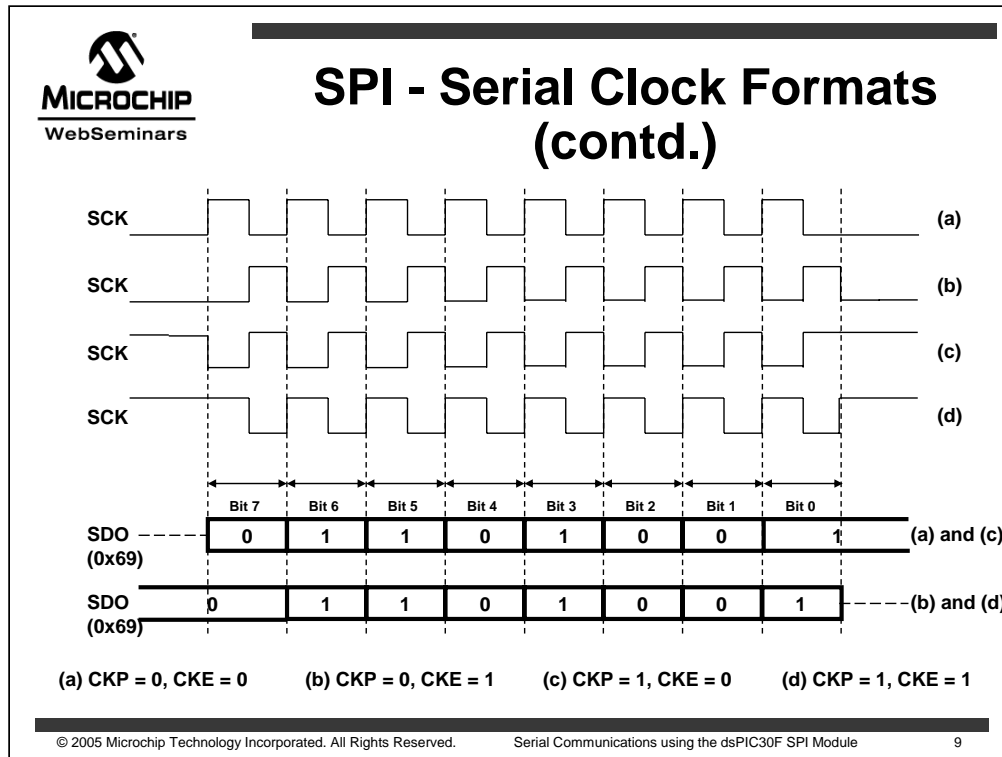 MICROCHIP
WebSeminars
SPI - Serial Clock Formats
(contd.)
SCK (a)
SCK (b)
SCK (c)
SCK (d)
Bit 7 Bit 6 Bit 5 Bit 4 Bit 3 Bit 2 Bit 1 Bit 0
SDO 0 1 1 0 1 0 0 1 (a) and (c)
(0x69)
SDO 0 1 1 0 1 0 0 1 (b) and (d)
(0x69)
(a) CKP = 0, CKE = 0 (b) CKP = 0, CKE = 1 (c) CKP = 1, CKE = 0 (d) CKP = 1, CKE = 1
© 2005 Microchip Technology Incorporated. All Rights Reserved. Serial Communications using the dsPIC30F SPI Module 9